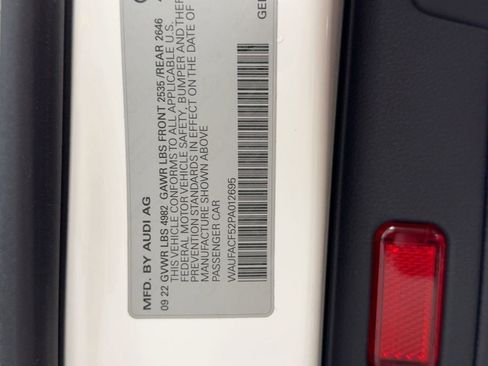 MFD. BY AUDI AG
09 22 GVWR LBS 4982 GAWR LBS FRONT 2535 /REAR 2646
THIS VEHICLE CONFORMS TO ALL APPLICABLE U.S.
FEDERAL MOTOR VEHICLE SAFETY, BUMPER AND THEFT
PREVENTION STANDARDS IN EFFECT ON THE DATE OF
MANUFACTURE SHOWN ABOVE
PASSENGER CAR
WAUFACF52PA012695